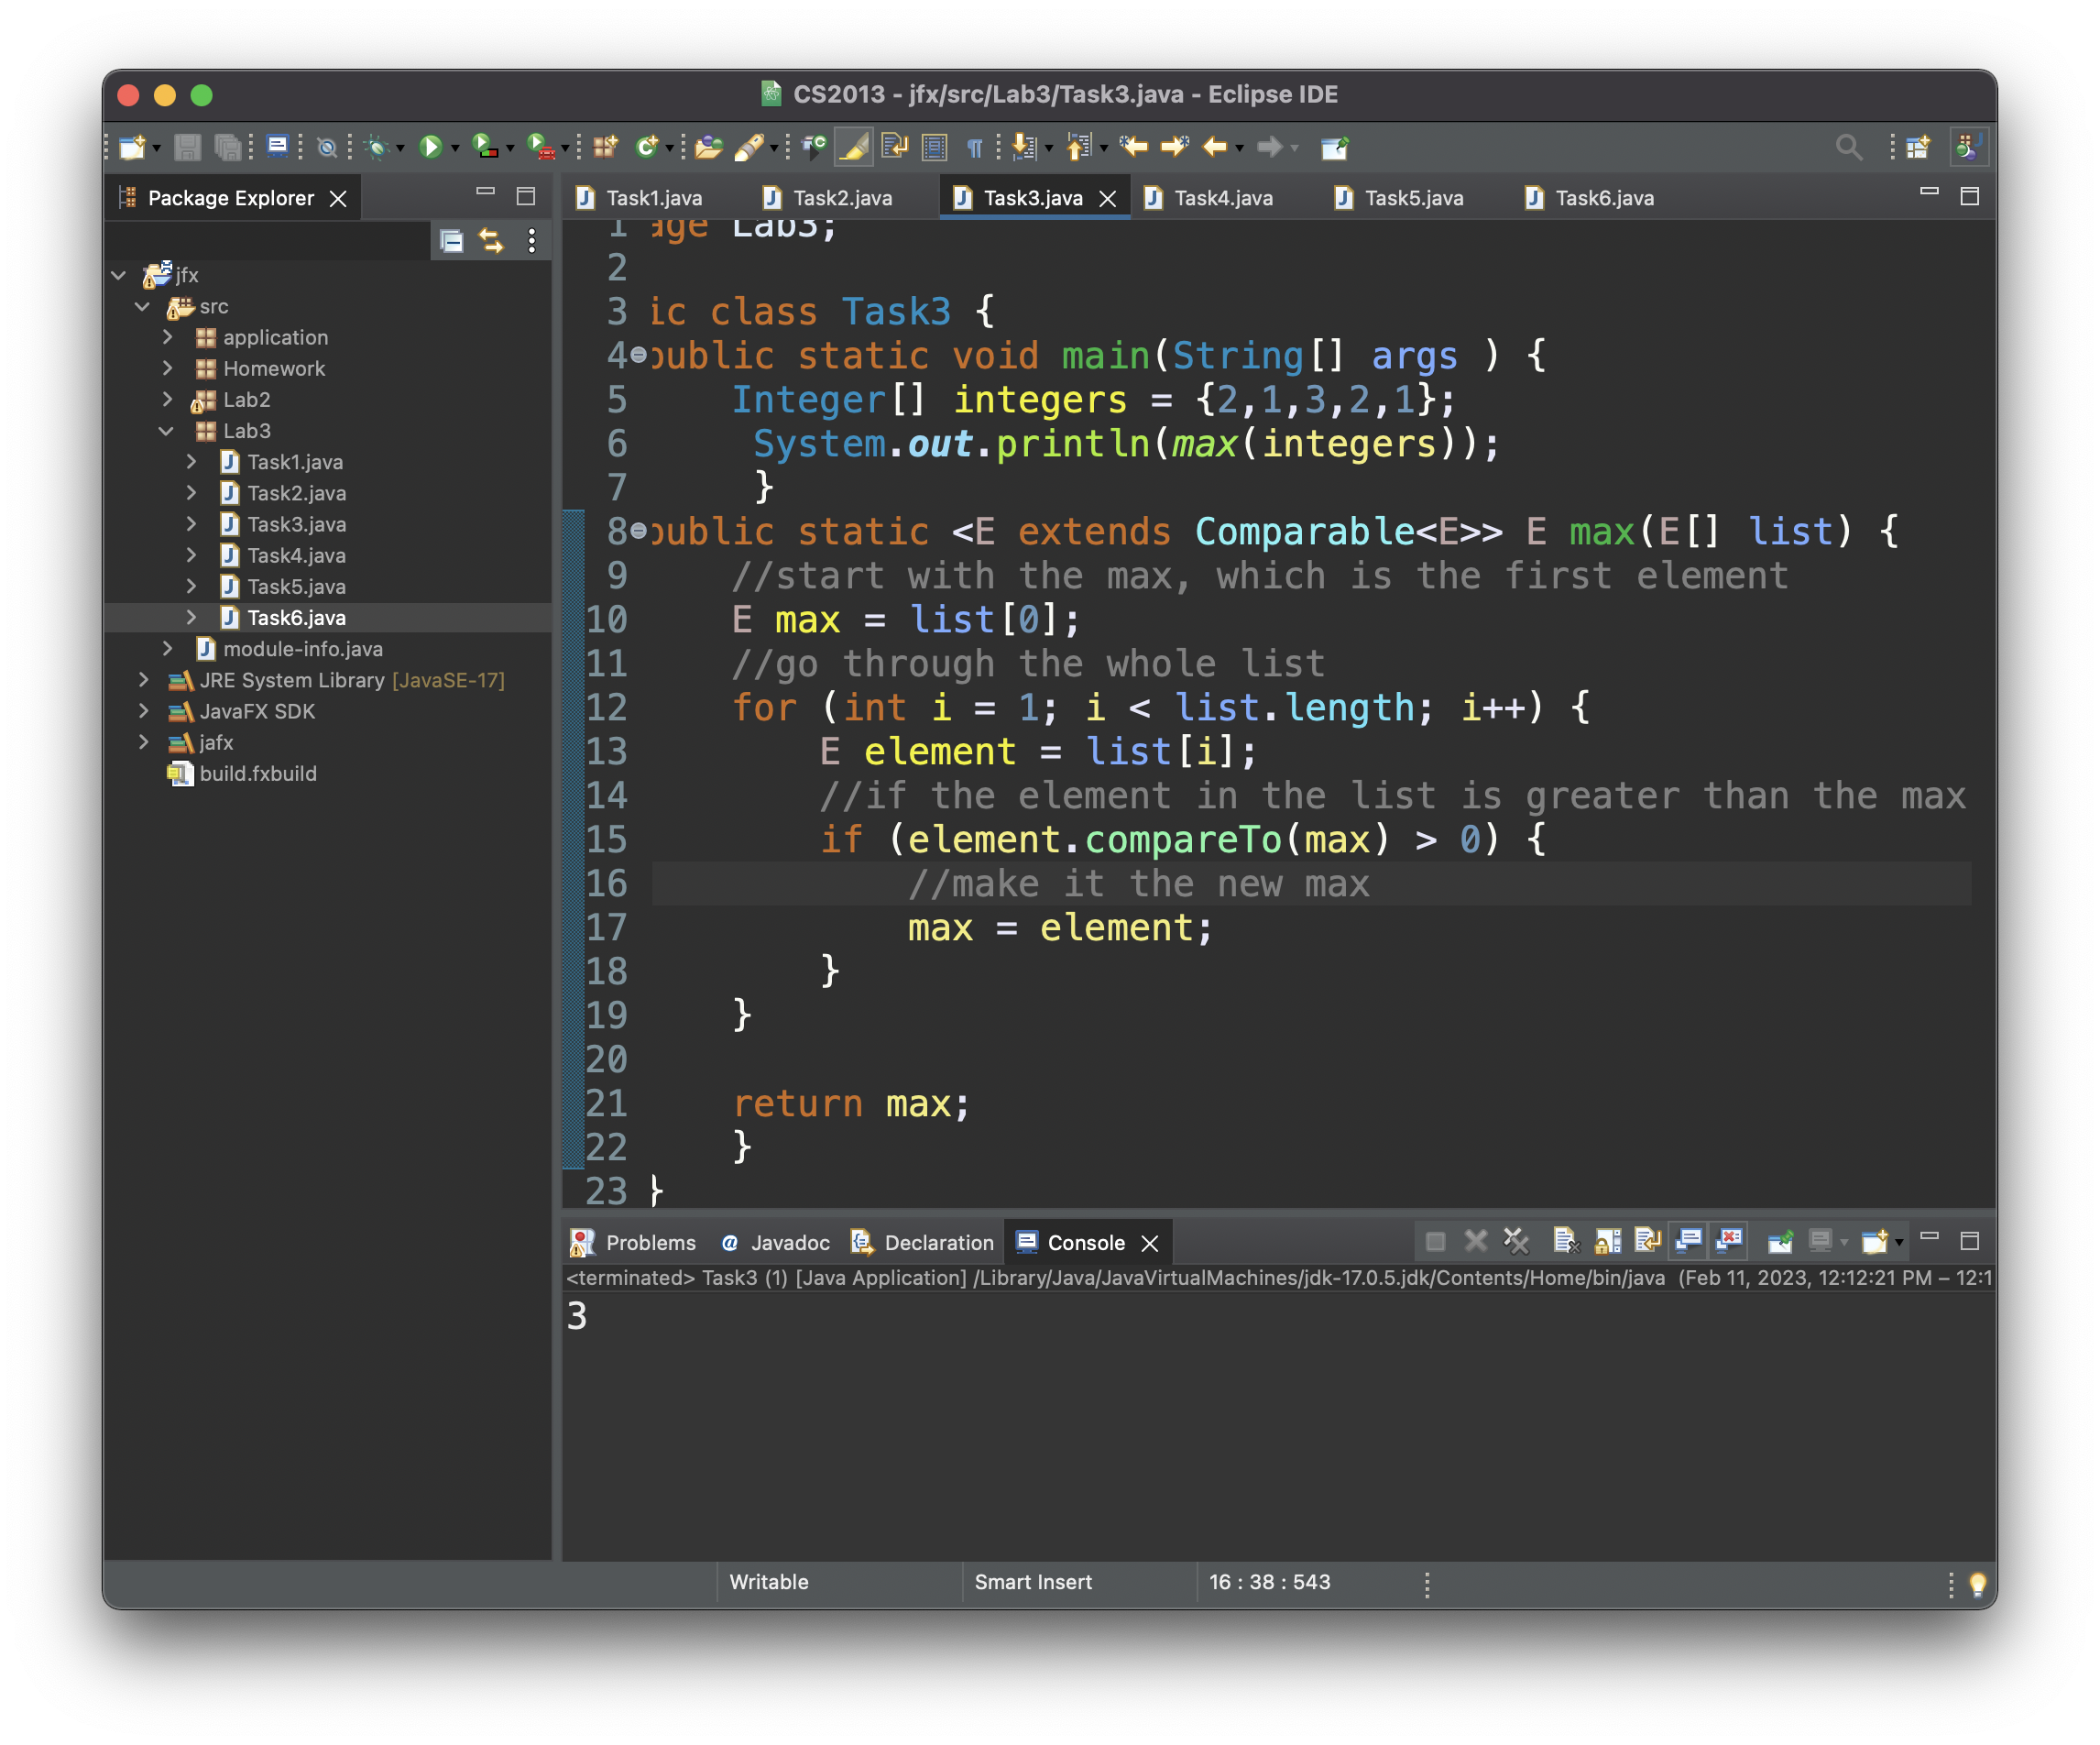 CS2013 - jfx/src/Lab3/Task3.java - Eclipse IDE
Package Explorer
Task1.java
Task2.java
Task3.java
Task4.java
Task5.java
Task6.java
jfx
src
application
Homework
Lab2
Lab3
Task1.java
Task2.java
Task3.java
Task4.java
Task5.java
Task6.java
module-info.java
JRE System Library [JavaSE-17]
JavaFX SDK
jafx
build.fxbuild
1 age Lab3;
2
3 ic class Task3 {
4 public static void main(String[] args ) {
5 Integer[] integers = {2,1,3,2,1};
6 System.out.println(max(integers));
7 }
8 public static <E extends Comparable<E>> E max(E[] list) {
9 //start with the max, which is the first element
10 E max = list[0];
11 //go through the whole list
12 for (int i = 1; i < list.length; i++) {
13 E element = list[i];
14 //if the element in the list is greater than the max
15 if (element.compareTo(max) > 0) {
16 //make it the new max
17 max = element;
18 }
19 }
20
21 return max;
22 }
23 }
Problems
@ Javadoc
Declaration
Console
<terminated> Task3 (1) [Java Application] /Library/Java/JavaVirtualMachines/jdk-17.0.5.jdk/Contents/Home/bin/java (Feb 11, 2023, 12:12:21 PM – 12:1
3
Writable
Smart Insert
16 : 38 : 543